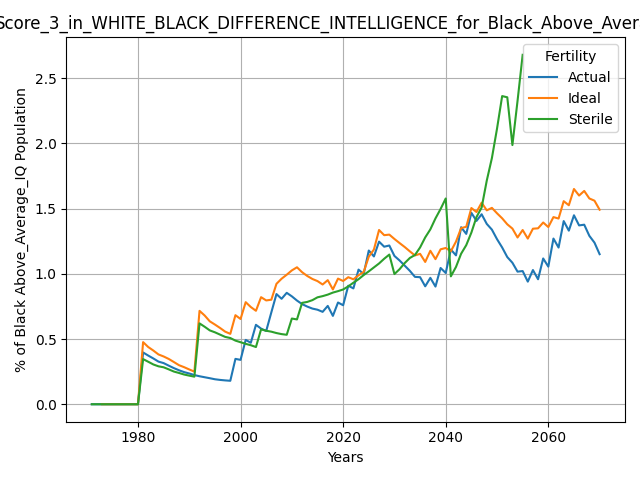 Score_3_in_WHITE_BLACK_DIFFERENCE_INTELLIGENCE_for_Black_Above_Aver
% of Black Above_Average_IQ Population
2.5
2.0
1.5
1.0
0.5
0.0
Fertility
Actual
Ideal
Sterile
1980
2000
2020
2040
2060
Years